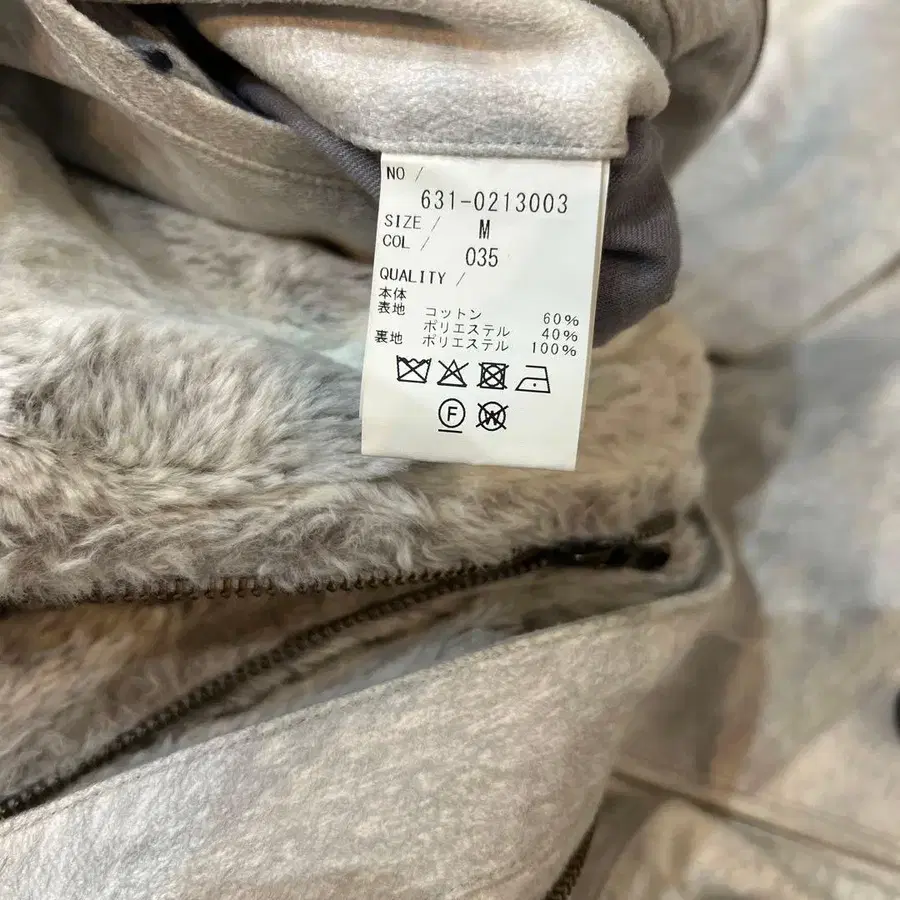 NO /
631-0213003
SIZE / M
COL / 035
QUALITY /
本体
表地 コットン 60%
ポリエステル 40%
裏地 ポリエステル 100%
F W